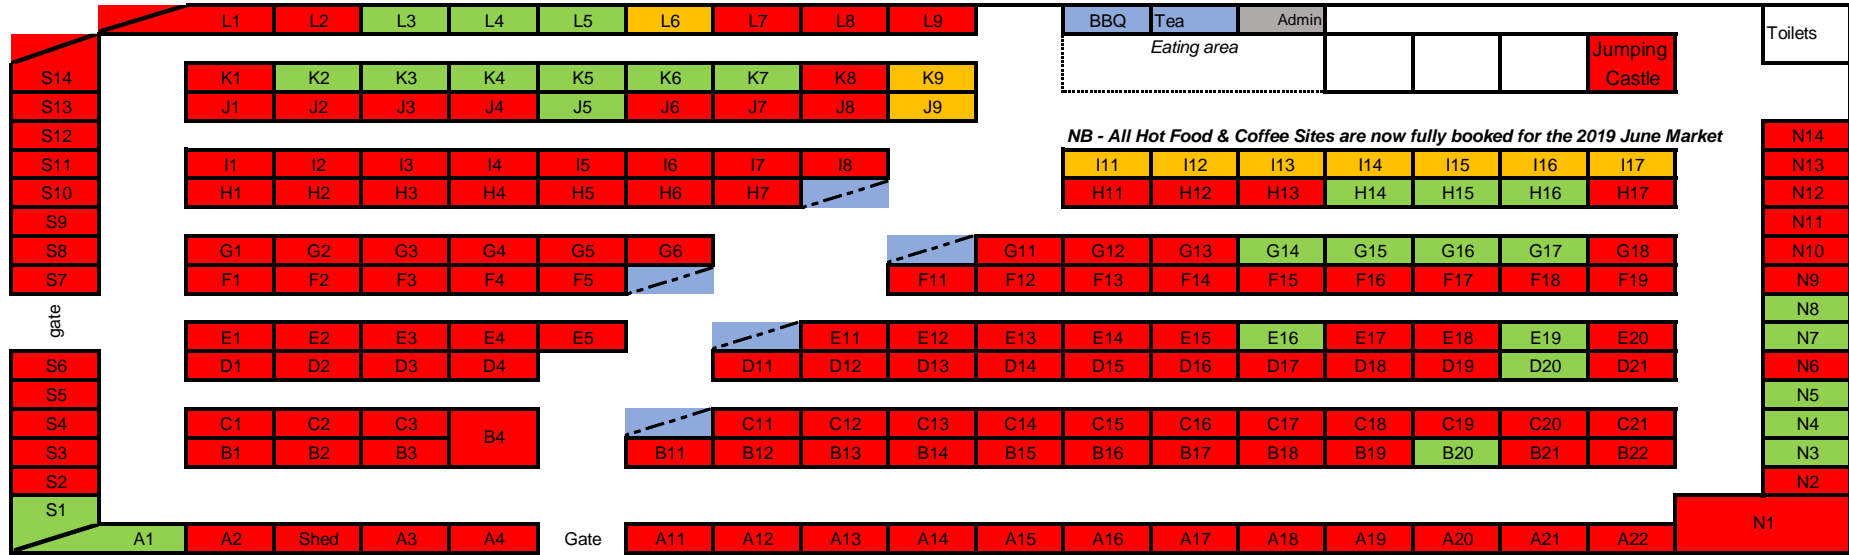 L1 L2 L3 L4 L5 L6 L7 L8 L9 BBQ Tea Admin
Toilets
Eating area
Jumping
Castle
S14 K1 K2 K3 K4 K5 K6 K7 K8 K9
S13 J1 J2 J3 J4 J5 J6 J7 J8 J9
S12 NB - All Hot Food & Coffee Sites are now fully booked for the 2019 June Market N14
S11 I1 I2 I3 I4 I5 I6 I7 I8 I11 I12 I13 I14 I15 I16 I17 N13
S10 H1 H2 H3 H4 H5 H6 H7 H11 H12 H13 H14 H15 H16 H17 N12
S9 N11
S8 G1 G2 G3 G4 G5 G6 G11 G12 G13 G14 G15 G16 G17 G18 N10
S7 F1 F2 F3 F4 F5 F11 F12 F13 F14 F15 F16 F17 F18 F19 N9
gate N8
E1 E2 E3 E4 E5 E11 E12 E13 E14 E15 E16 E17 E18 E19 E20 N7
S6 D1 D2 D3 D4 D11 D12 D13 D14 D15 D16 D17 D18 D19 D20 D21 N6
S5 N5
S4 C1 C2 C3 C11 C12 C13 C14 C15 C16 C17 C18 C19 C20 C21 N4
B4
S3 B1 B2 B3 B11 B12 B13 B14 B15 B16 B17 B18 B19 B20 B21 B22 N3
S2 N2
S1
N1
A1 A2 Shed A3 A4 Gate A11 A12 A13 A14 A15 A16 A17 A18 A19 A20 A21 A22